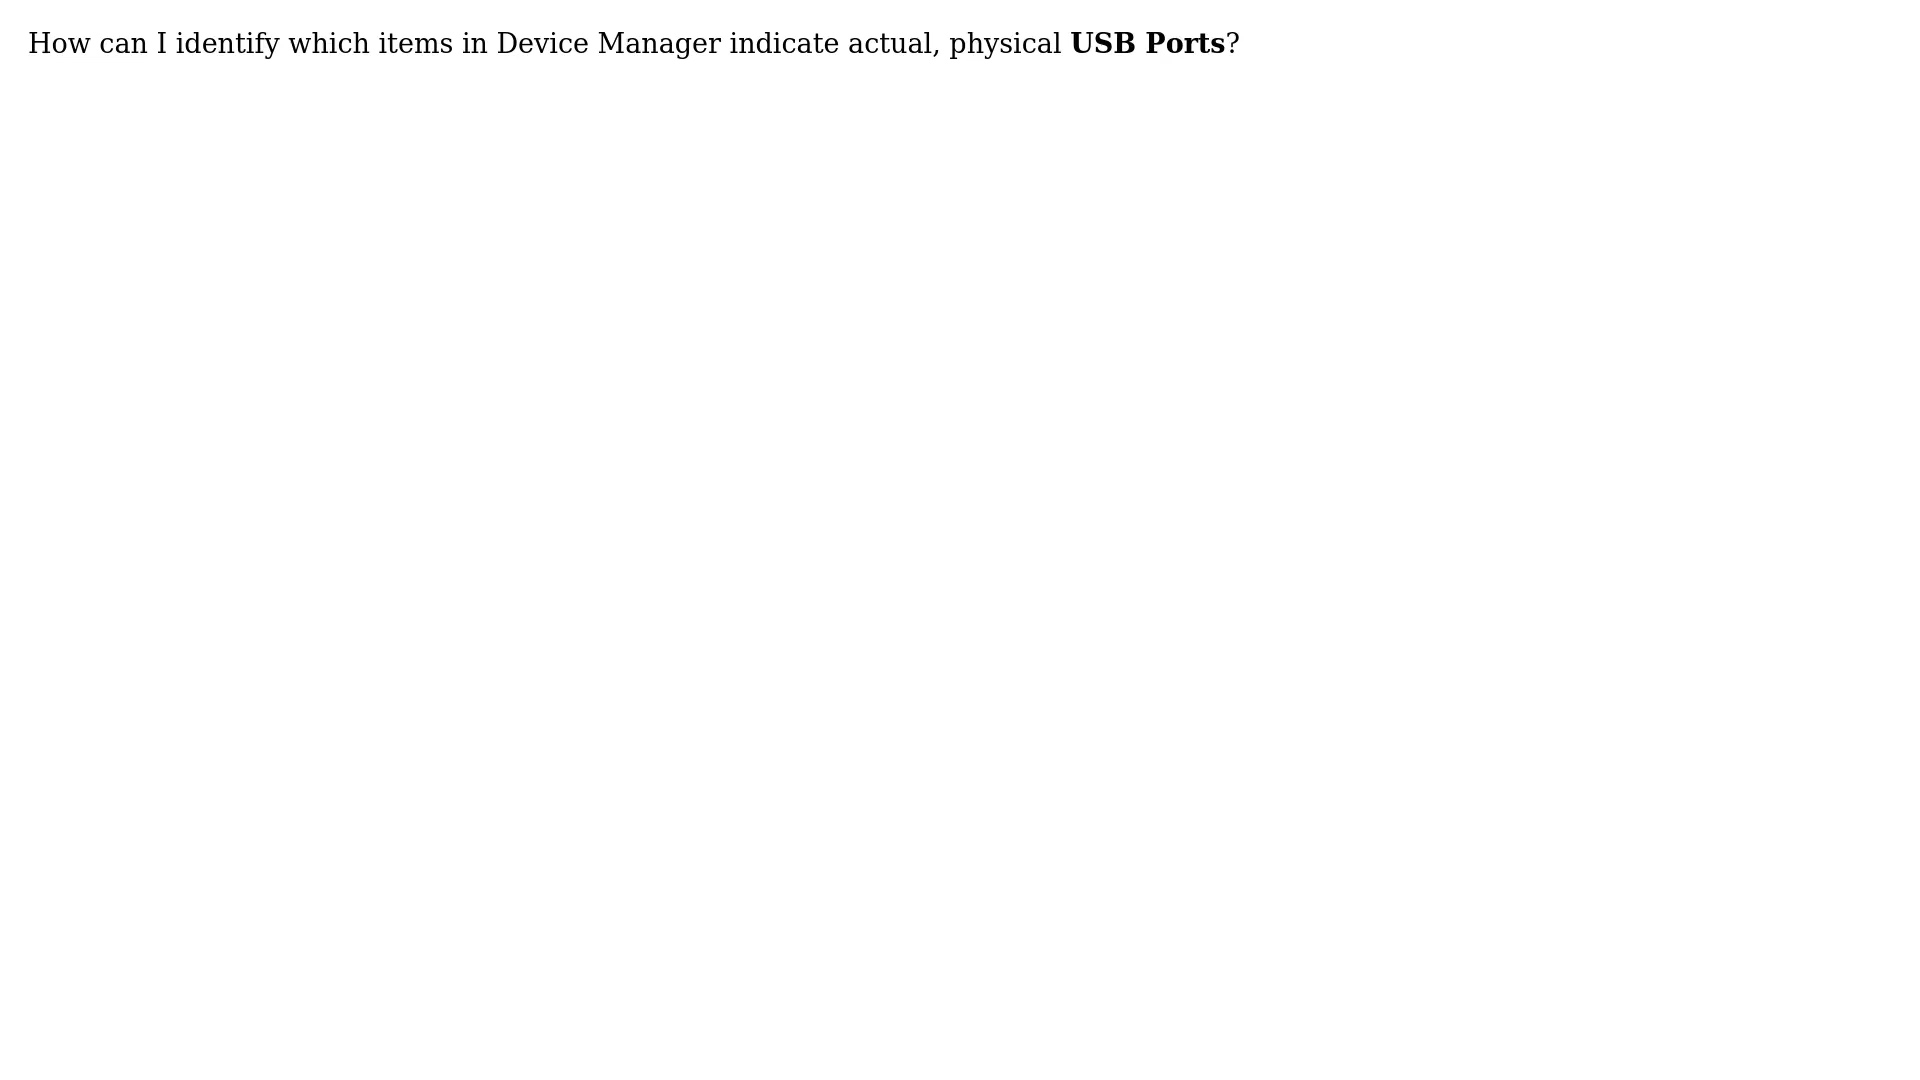 How can I identify which items in Device Manager indicate actual, physical USB Ports?